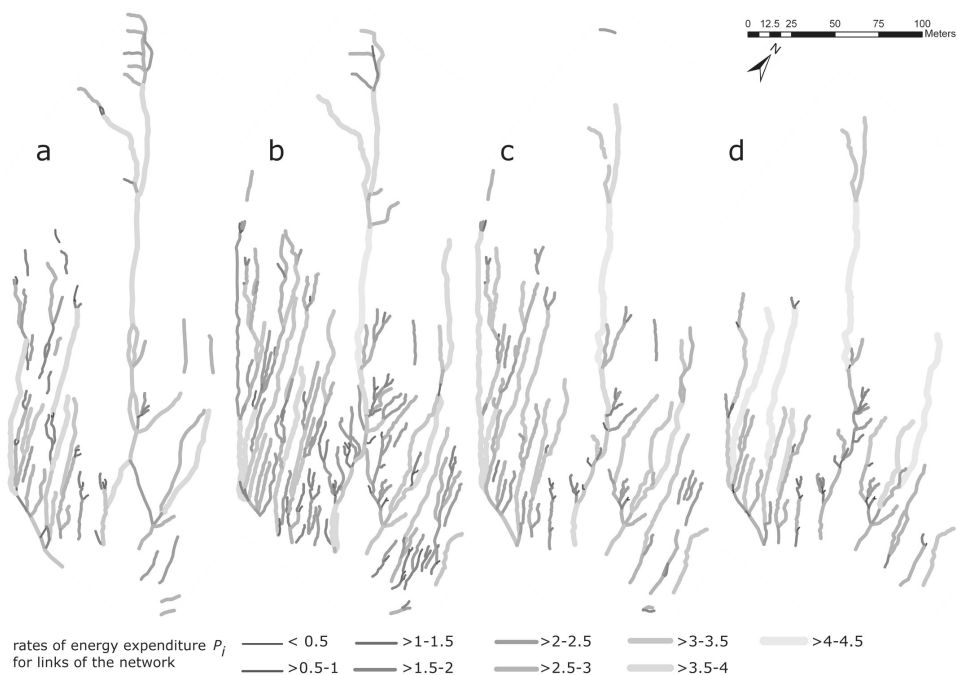 0 12.5 25 50 75 100
Meters
N
a
b
c
d
rates of energy expenditure Pi
for links of the network
< 0.5
>1-1.5
>2-2.5
>3-3.5
>4-4.5
>0.5-1
>1.5-2
>2.5-3
>3.5-4